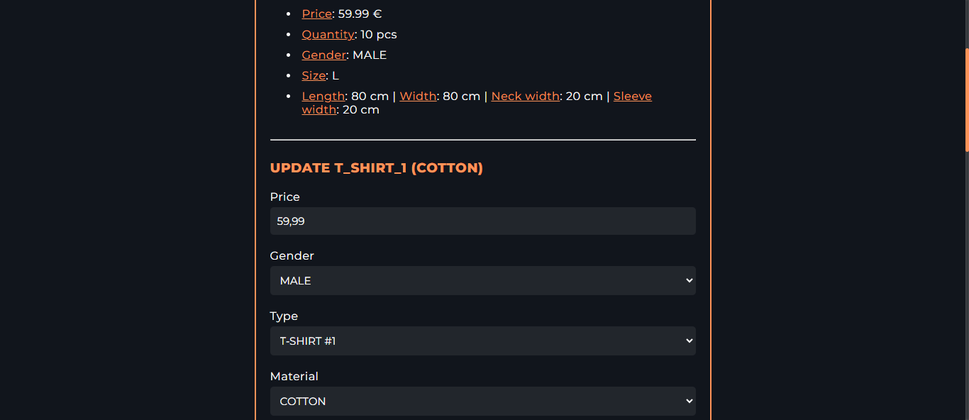 Price: 59.99 €
Quantity: 10 pcs
Gender: MALE
Size: L
Length: 80 cm | Width: 80 cm | Neck width: 20 cm | Sleeve
width: 20 cm
UPDATE T_SHIRT_1 (COTTON)
Price
59,99
Gender
MALE
Type
T-SHIRT #1
Material
COTTON